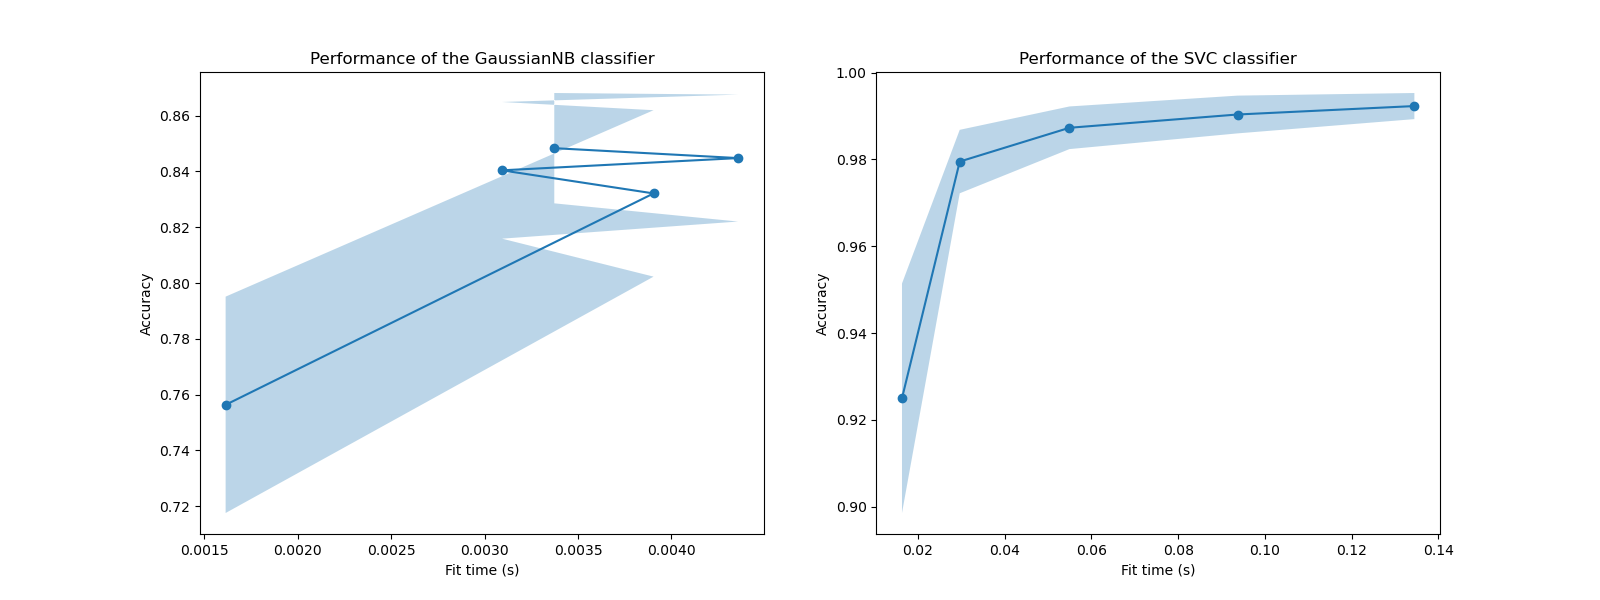 Performance of the GaussianNB classifier
0.86
0.84
0.82
0.80
0.78
0.76
0.74
0.72
Accuracy
0.0015 0.0020 0.0025 0.0030 0.0035 0.0040
Fit time (s)
Performance of the SVC classifier
1.00
0.98
0.96
0.94
0.92
0.90
Accuracy
0.02 0.04 0.06 0.08 0.10 0.12 0.14
Fit time (s)